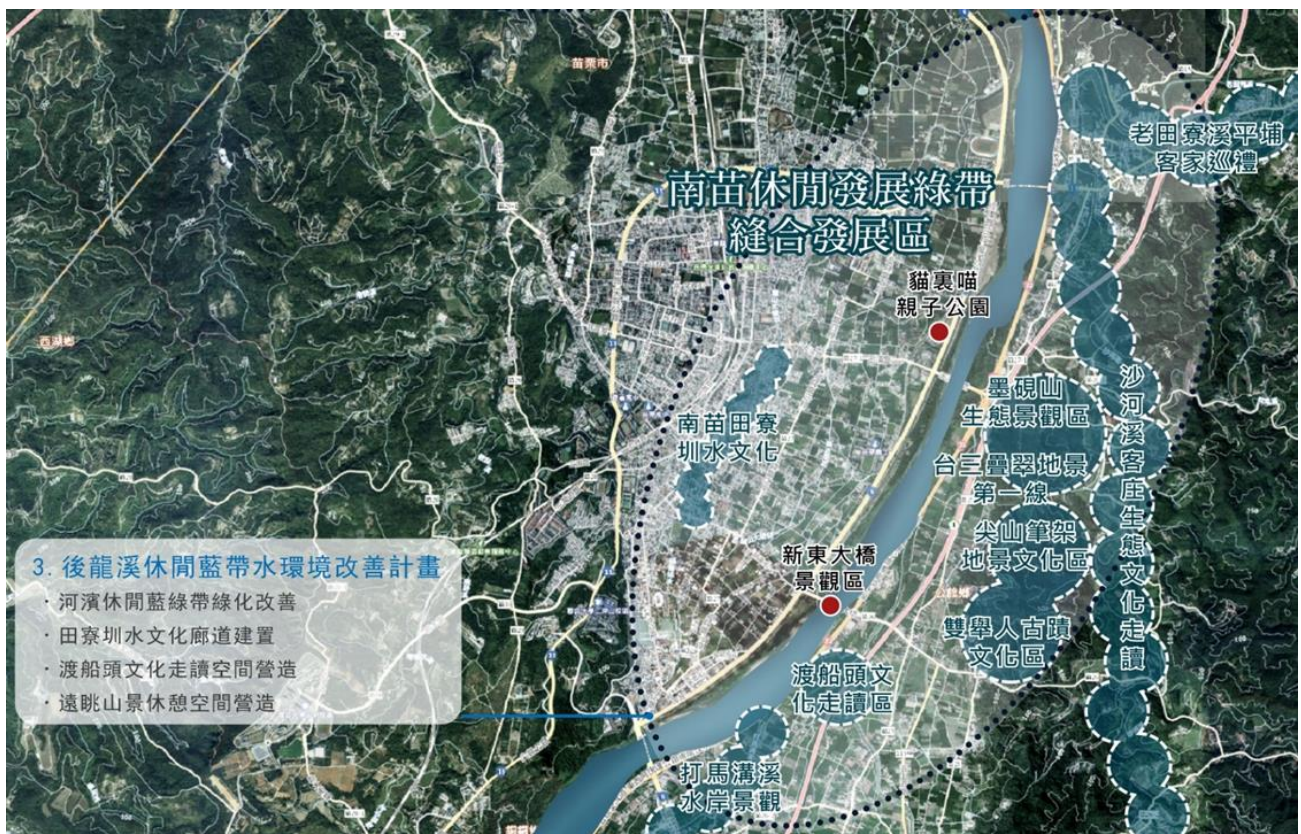 苗栗市
老田寮溪平埔
客家巡禮
南苗休閒發展綠帶
縫合發展區
貓裏喵
親子公園
西湖鄉
墨硯山
生態景觀區
沙河溪客庄生態文化走讀
南苗田寮
圳水文化
台三疊翠地景
第一線
尖山筆架
地景文化區
新東大橋
景觀區
雙舉人古蹟
文化區
3. 後龍溪休閒藍帶水環境改善計畫
· 河濱休閒藍綠帶綠化改善
· 田寮圳水文化廊道建置
· 渡船頭文化走讀空間營造
· 遠眺山景休憩空間營造
渡船頭文
化走讀區
打馬溝溪
水岸景觀